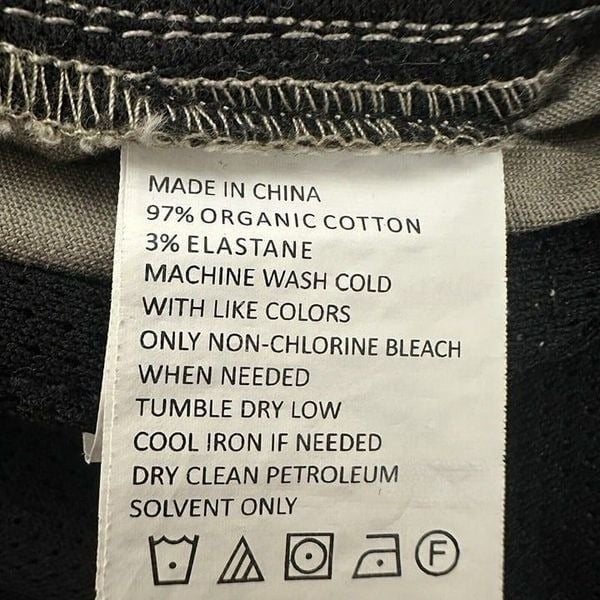 MADE IN CHINA
97% ORGANIC COTTON
3% ELASTANE
MACHINE WASH COLD
WITH LIKE COLORS
ONLY NON-CHLORINE BLEACH
WHEN NEEDED
TUMBLE DRY LOW
COOL IRON IF NEEDED
DRY CLEAN PETROLEUM
SOLVENT ONLY
F